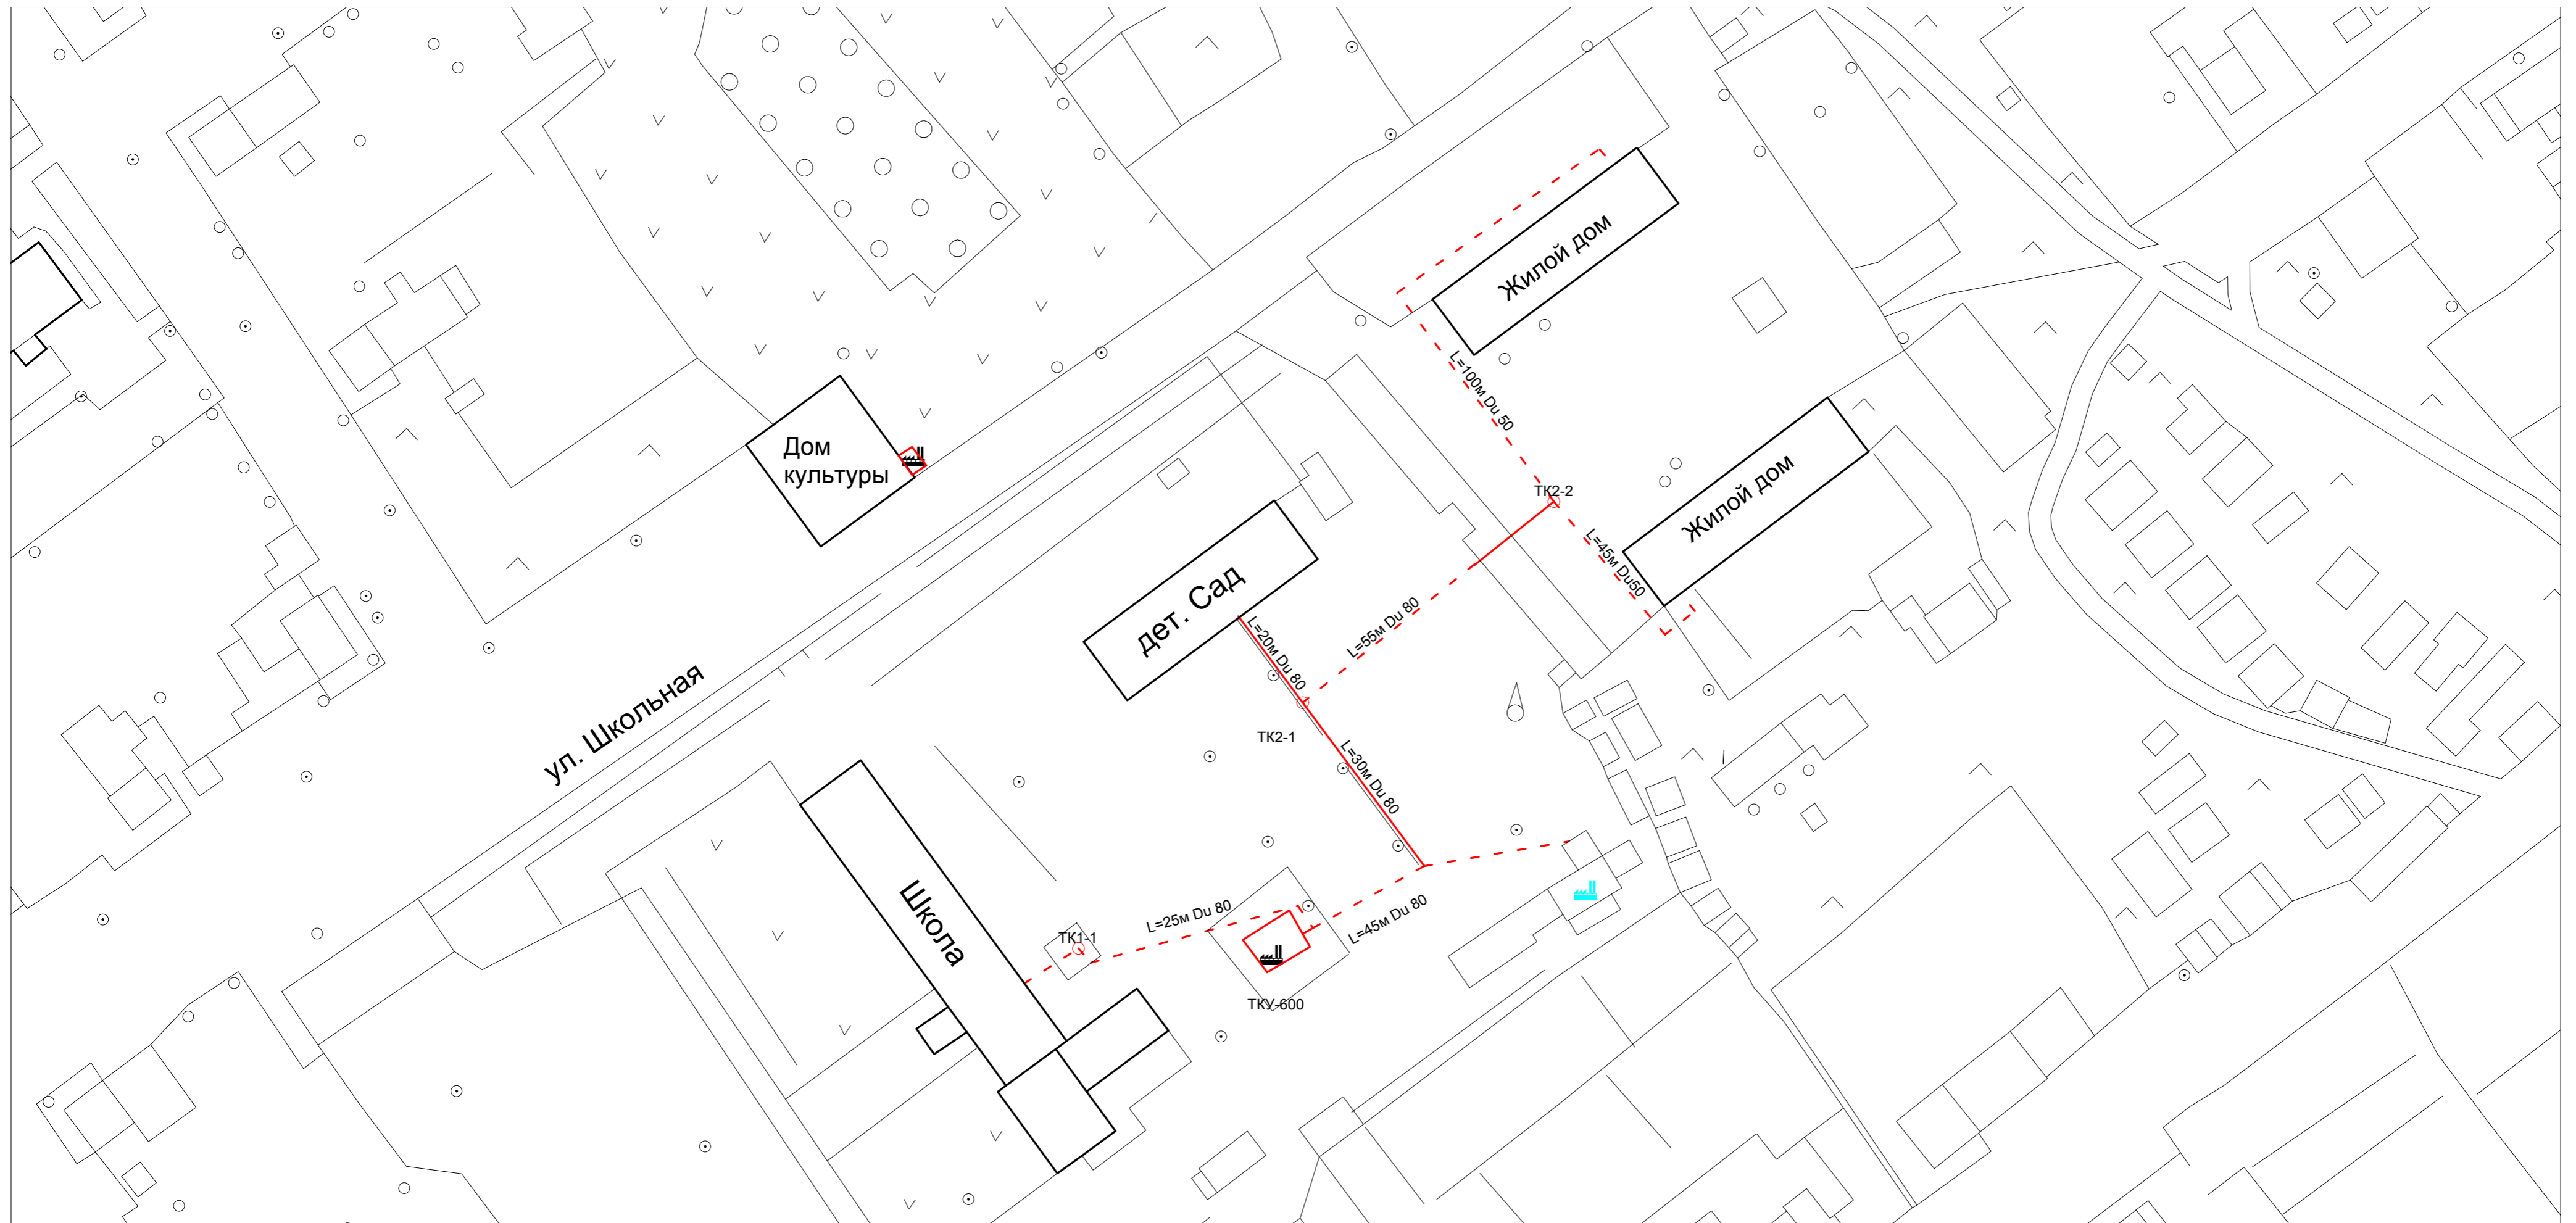 Жилой дом
L=100м Du 50
Дом
культуры
ТК2-2
Жилой дом
L=45м Du50
дет. Сад
L=20м Du 80
L=55м Du 80
ул. Школьная
ТК2-1
L=30м Du 80
Школа
L=25м Du 80
L=45м Du 80
ТК1-1
ТКУ-600